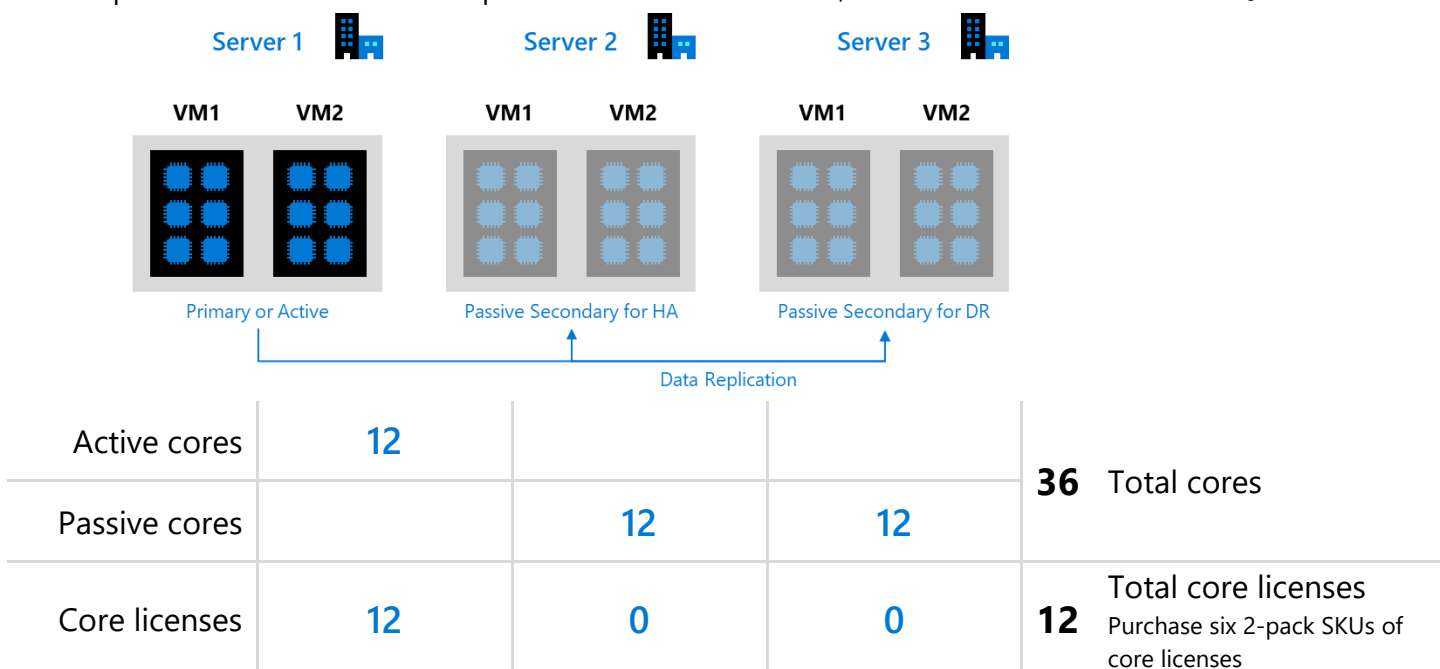 Server 1
Server 2
Server 3
VM1
VM2
VM1
VM2
VM1
VM2
Primary or Active
Passive Secondary for HA
Passive Secondary for DR
Data Replication
Active cores
12
36 Total cores
Passive cores
12
12
Core licenses
12
0
0
12
Total core licenses
Purchase six 2-pack SKUs of
core licenses